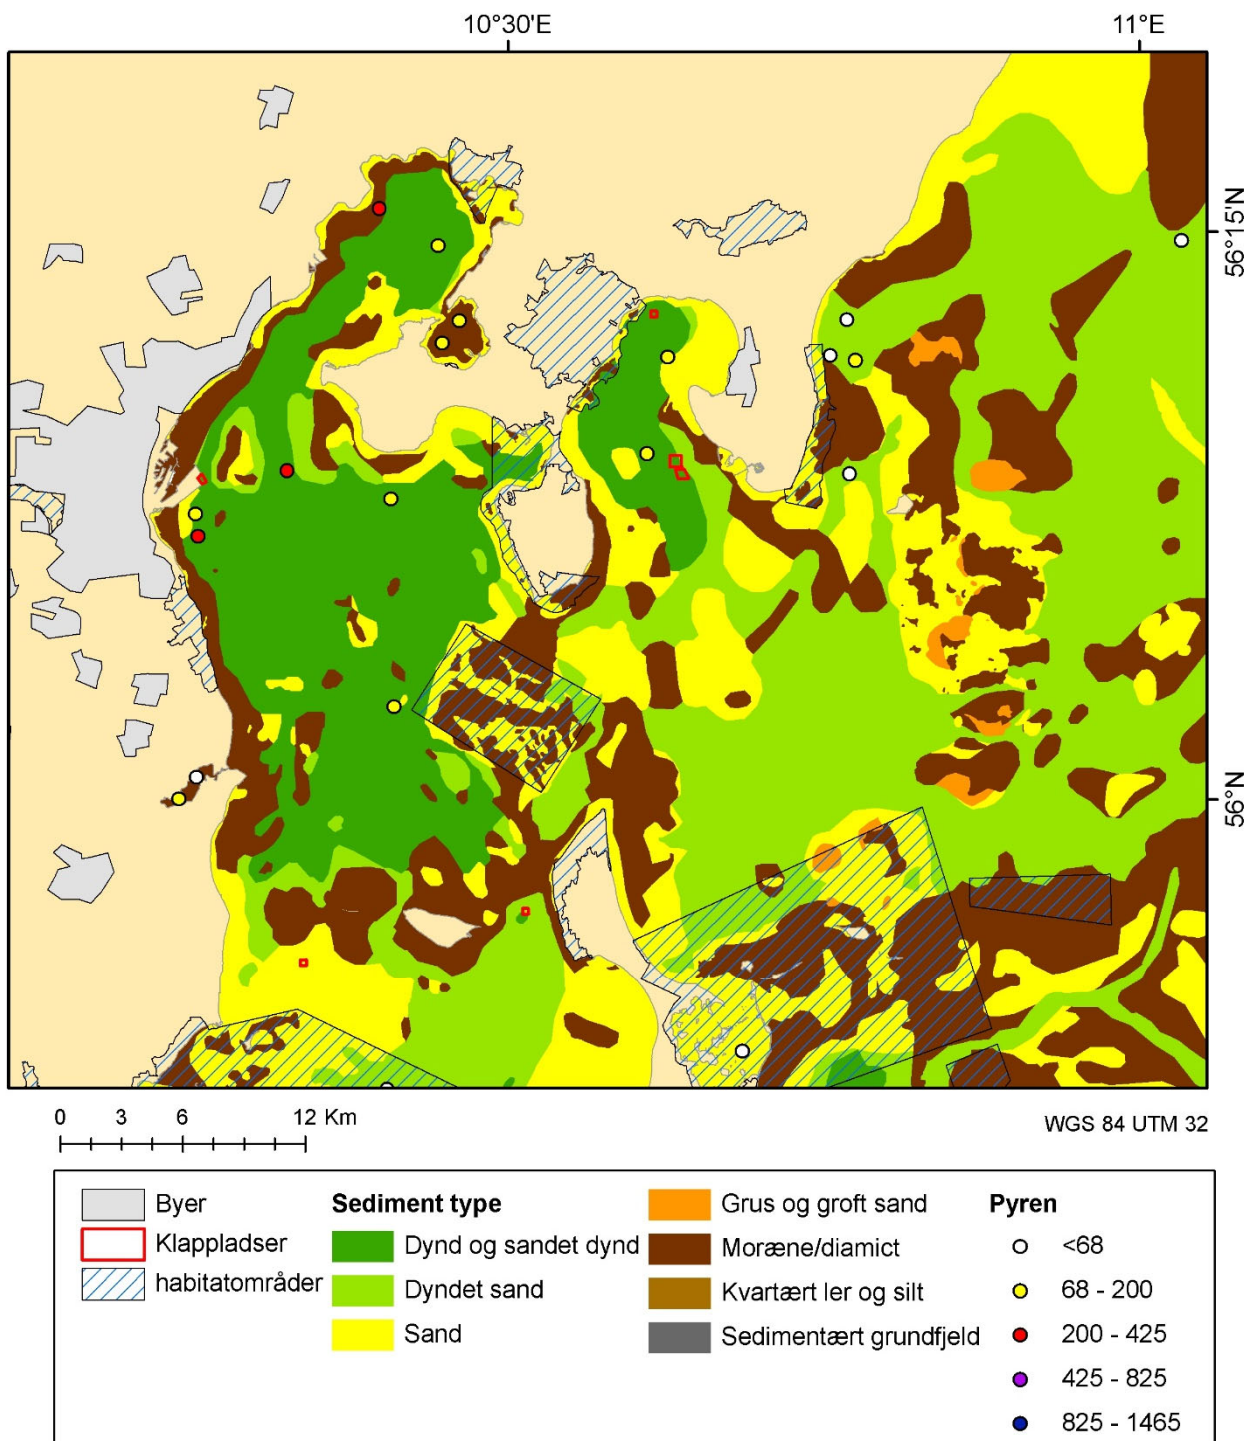 10°30'E
11°E
56°15'N
56°N
0 3 6 12 Km
WGS 84 UTM 32
Byer
Klappladser
habitatområder
Sediment type
Dynd og sandet dynd
Dyndet sand
Sand
Grus og groft sand
Moræne/diamict
Kvartært ler og silt
Sedimentært grundfjeld
Pyren
<68
68 - 200
200 - 425
425 - 825
825 - 1465